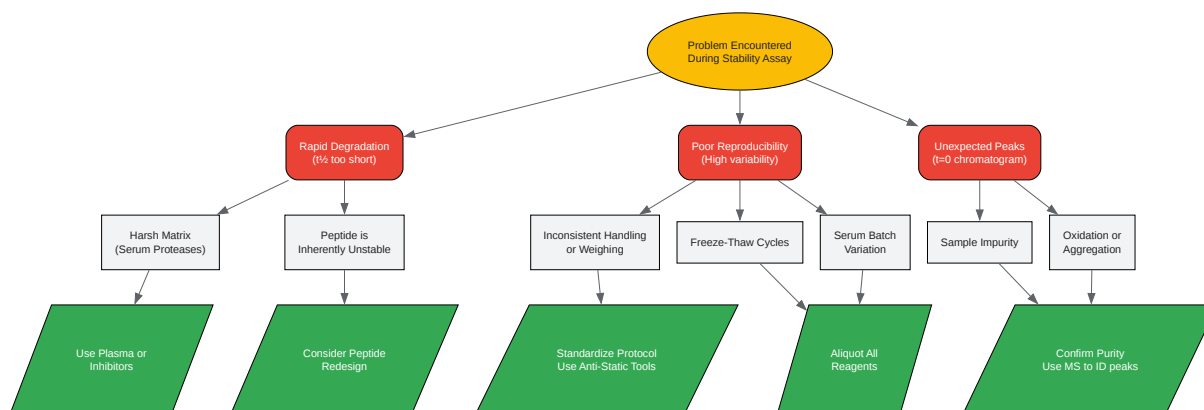 Problem Encountered
During Stability Assay
Rapid Degradation
(t½ too short)
Poor Reproducibility
(High variability)
Unexpected Peaks
(t=0 chromatogram)
Harsh Matrix
(Serum Proteases)
Peptide is
Inherently Unstable
Inconsistent Handling
or Weighing
Freeze-Thaw Cycles
Serum Batch
Variation
Sample Impurity
Oxidation or
Aggregation
Use Plasma or
Inhibitors
Consider Peptide
Redesign
Standardize Protocol
Use Anti-Static Tools
Aliquot All
Reagents
Confirm Purity
Use MS to ID peaks